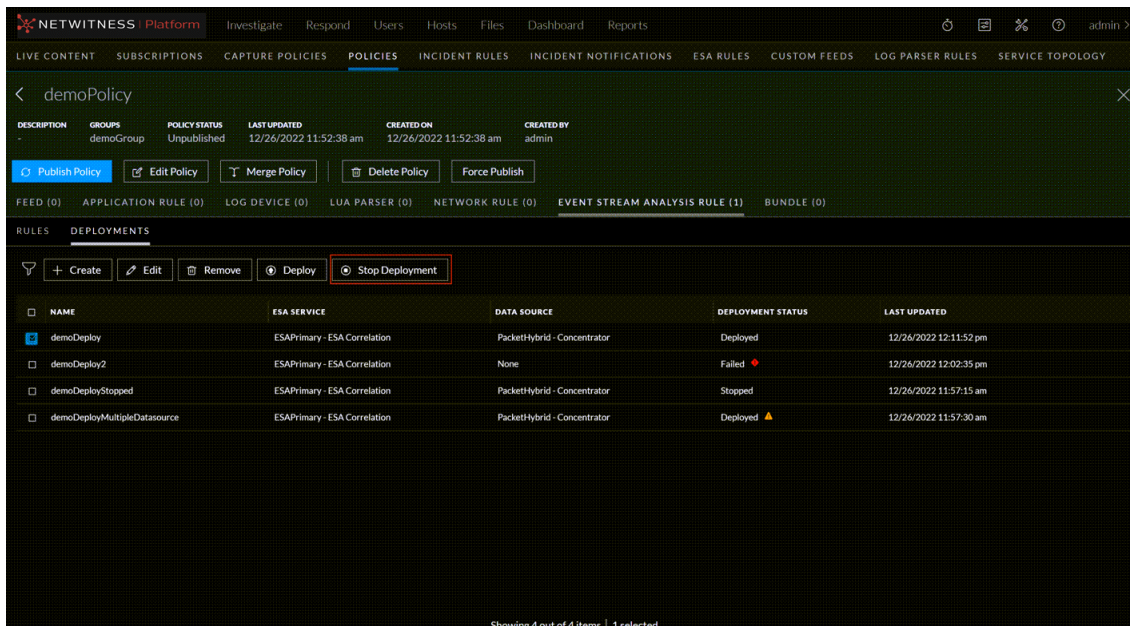 NETWITNESS | Platform Investigate Respond Users Hosts Files Dashboard Reports admin
LIVE CONTENT SUBSCRIPTIONS CAPTURE POLICIES POLICIES INCIDENT RULES INCIDENT NOTIFICATIONS ESA RULES CUSTOM FEEDS LOG PARSER RULES SERVICE TOPOLOGY
demoPolicy
DESCRIPTION GROUPS POLICY STATUS LAST UPDATED CREATED ON CREATED BY
- demoGroup Unpublished 12/26/2022 11:52:38 am 12/26/2022 11:52:38 am admin
Publish Policy Edit Policy Merge Policy Delete Policy Force Publish
FEED (0) APPLICATION RULE (0) LOG DEVICE (0) LUA PARSER (0) NETWORK RULE (0) EVENT STREAM ANALYSIS RULE (1) BUNDLE (0)
RULES DEPLOYMENTS
Create Edit Remove Deploy Stop Deployment
NAME ESA SERVICE DATA SOURCE DEPLOYMENT STATUS LAST UPDATED
demoDeploy ESAPrimary - ESA Correlation PacketHybrid - Concentrator Deployed 12/26/2022 12:11:52 pm
demoDeploy2 ESAPrimary - ESA Correlation None Failed 12/26/2022 12:02:35 pm
demoDeployStopped ESAPrimary - ESA Correlation PacketHybrid - Concentrator Stopped 12/26/2022 11:57:15 am
demoDeployMultipleDatasource ESAPrimary - ESA Correlation PacketHybrid - Concentrator Deployed 12/26/2022 11:57:30 am
Showing 4 out of 4 items | 1 selected